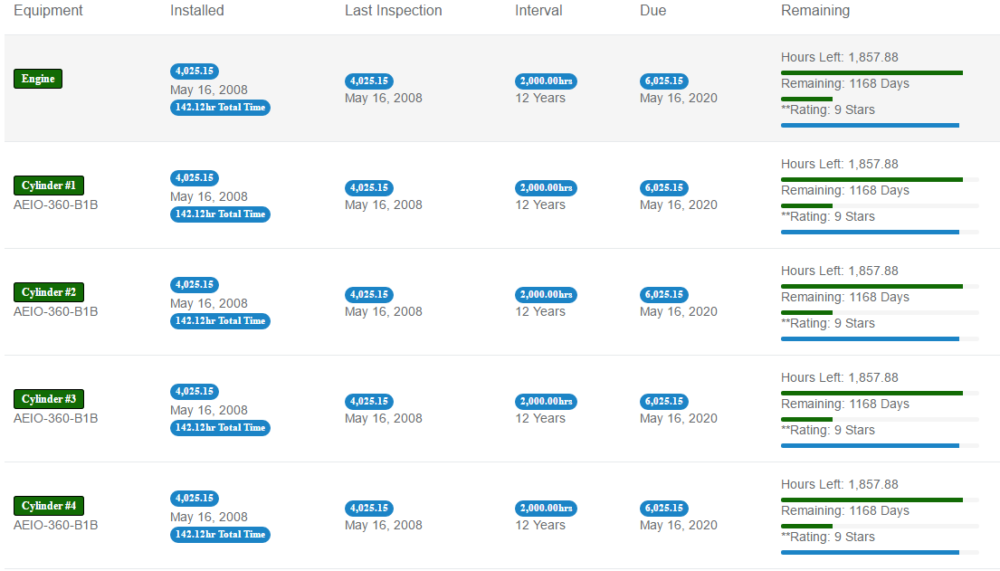 Equipment Installed Last Inspection Interval Due Remaining
Engine
4,025.15
May 16, 2008
142.12hr Total Time
4,025.15
May 16, 2008
2,000.00hrs
12 Years
6,025.15
May 16, 2020
Hours Left: 1,857.88
Remaining: 1168 Days
**Rating: 9 Stars
Cylinder #1
AEIO-360-B1B
4,025.15
May 16, 2008
142.12hr Total Time
4,025.15
May 16, 2008
2,000.00hrs
12 Years
6,025.15
May 16, 2020
Hours Left: 1,857.88
Remaining: 1168 Days
**Rating: 9 Stars
Cylinder #2
AEIO-360-B1B
4,025.15
May 16, 2008
142.12hr Total Time
4,025.15
May 16, 2008
2,000.00hrs
12 Years
6,025.15
May 16, 2020
Hours Left: 1,857.88
Remaining: 1168 Days
**Rating: 9 Stars
Cylinder #3
AEIO-360-B1B
4,025.15
May 16, 2008
142.12hr Total Time
4,025.15
May 16, 2008
2,000.00hrs
12 Years
6,025.15
May 16, 2020
Hours Left: 1,857.88
Remaining: 1168 Days
**Rating: 9 Stars
Cylinder #4
AEIO-360-B1B
4,025.15
May 16, 2008
142.12hr Total Time
4,025.15
May 16, 2008
2,000.00hrs
12 Years
6,025.15
May 16, 2020
Hours Left: 1,857.88
Remaining: 1168 Days
**Rating: 9 Stars